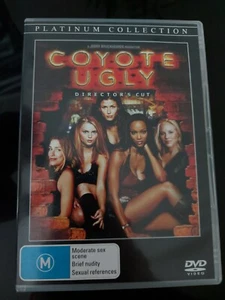 PLATINUM COLLECTION
COYOTE
UGLY
DIRECTOR'S CUT
M
Moderate sex
scene
Brief nudity
Sexual references
DVD
VIDEO